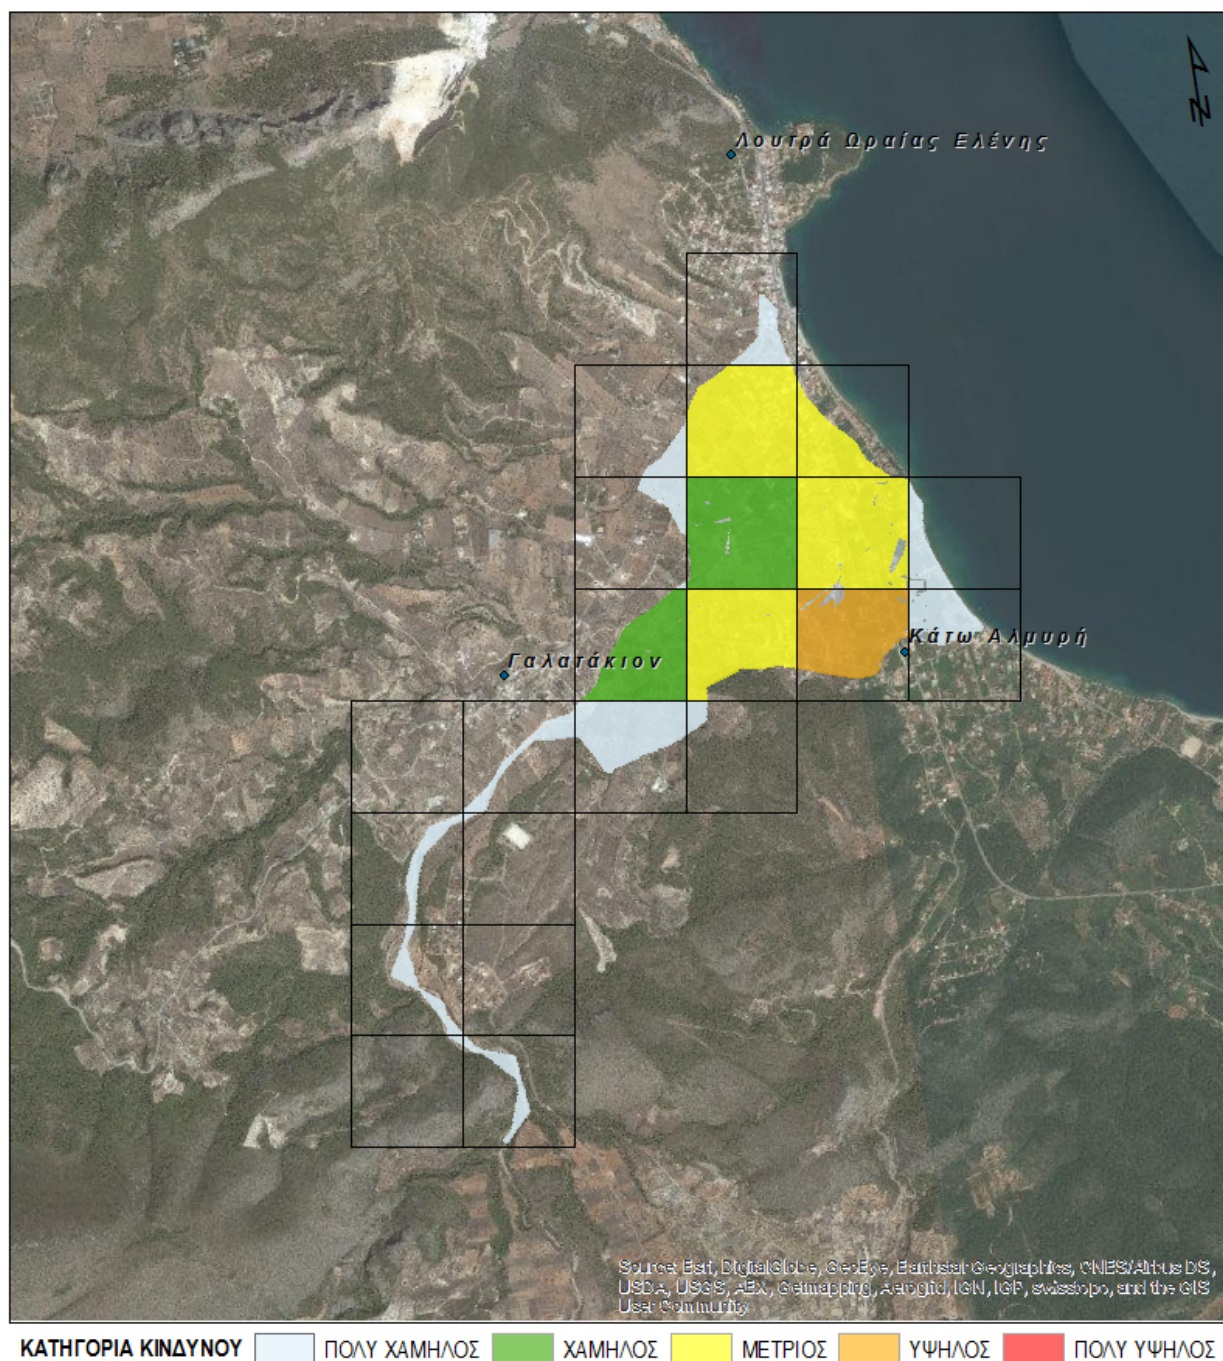 N
Λουτρά Ωραίας Ελένης
Κάτω Αλμυρή
Γαλατάκιον
Source: Esri, DigitalGlobe, GeoEye, Earthstar Geographics, CNES/Airbus DS,
USDA, USGS, AEX, Getmapping, Aerogrid, IGN, IGP, swisstopo, and the GIS
User Community
ΚΑΤΗΓΟΡΙΑ ΚΙΝΔΥΝΟΥ ΠΟΛΥ ΧΑΜΗΛΟΣ ΧΑΜΗΛΟΣ ΜΕΤΡΙΟΣ ΥΨΗΛΟΣ ΠΟΛΥ ΥΨΗΛΟΣ